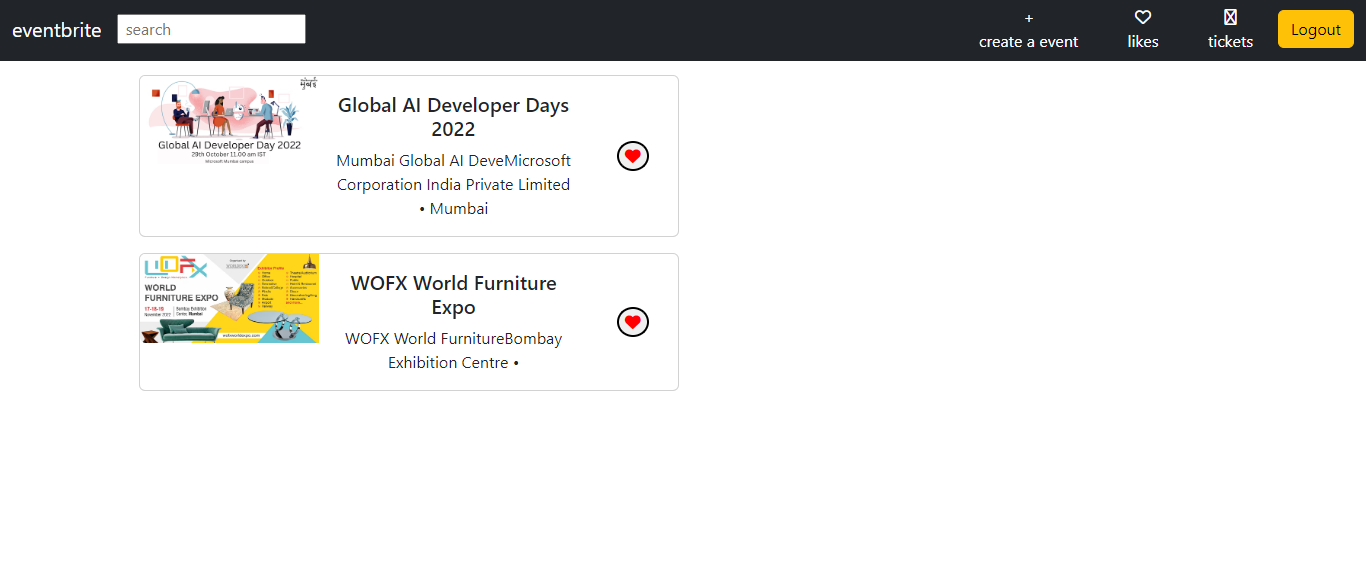 eventbrite
search
+
create a event
likes
tickets
Logout
मुंबई
Global AI Developer Day 2022
29th October 11.00 am IST
Microsoft Mumbai campus
Global AI Developer Days
2022
Mumbai Global AI DeveMicrosoft
Corporation India Private Limited
• Mumbai
WOFX
WORLD
FURNITURE EXPO
17-18-19
November 2022
Bombay Exhibition
Centre, Mumbai
WOFX World Furniture
Expo
WOFX World FurnitureBombay
Exhibition Centre •